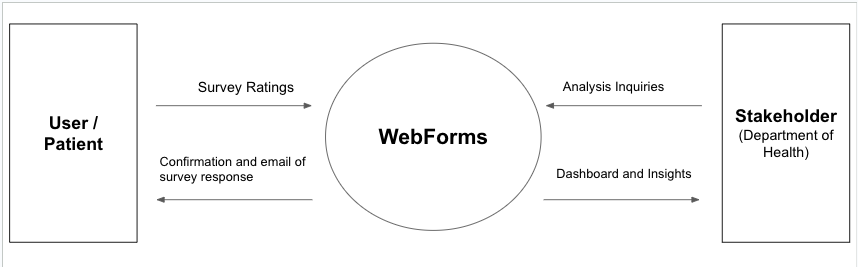 User /
Patient
Survey Ratings
Confirmation and email of
survey response
WebForms
Analysis Inquiries
Dashboard and Insights
Stakeholder
(Department of
Health)